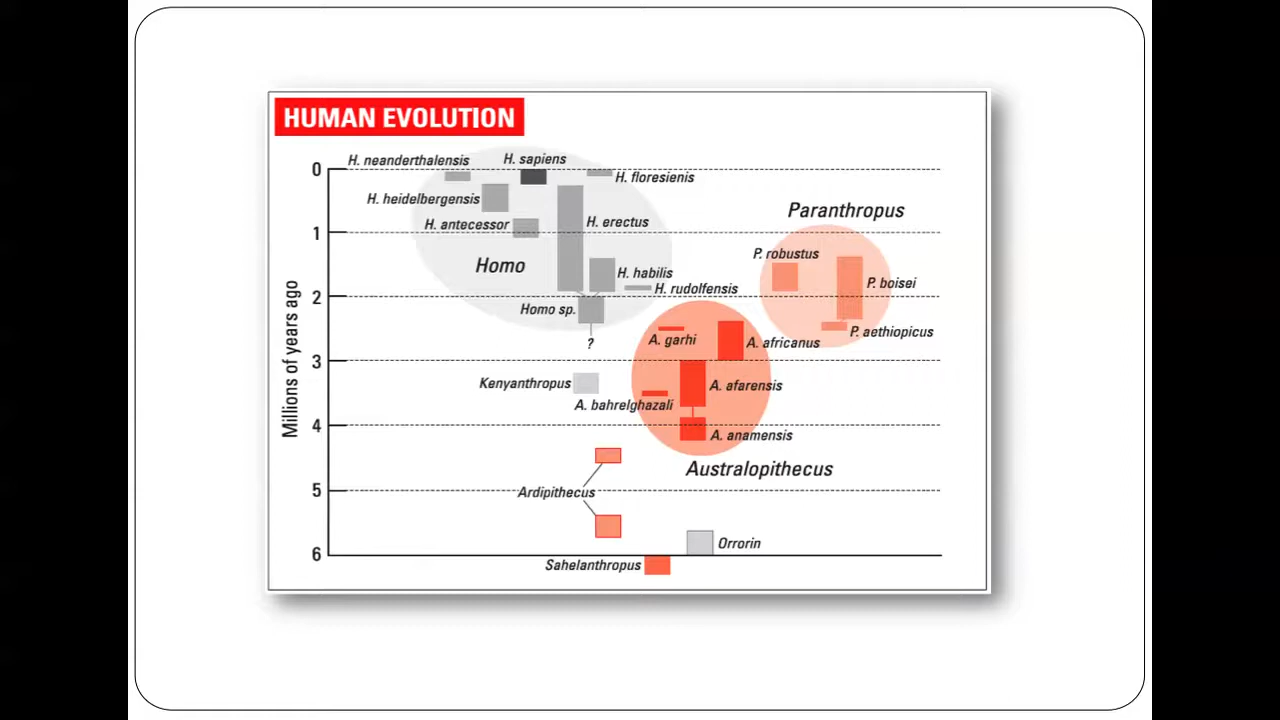 HUMAN EVOLUTION
H. neanderthalensis
H. sapiens
0
H. floresienis
H. heidelbergensis
Paranthropus
H. antecessor
H. erectus
1
P. robustus
Homo
H. habilis
P. boisei
H. rudolfensis
2
Homo sp.
P. aethiopicus
?
A. garhi
A. africanus
3
Millions of years ago
Kenyanthropus
A. afarensis
A. bahrelghazali
4
A. anamensis
Australopithecus
5
Ardipithecus
Orrorin
6
Sahelanthropus